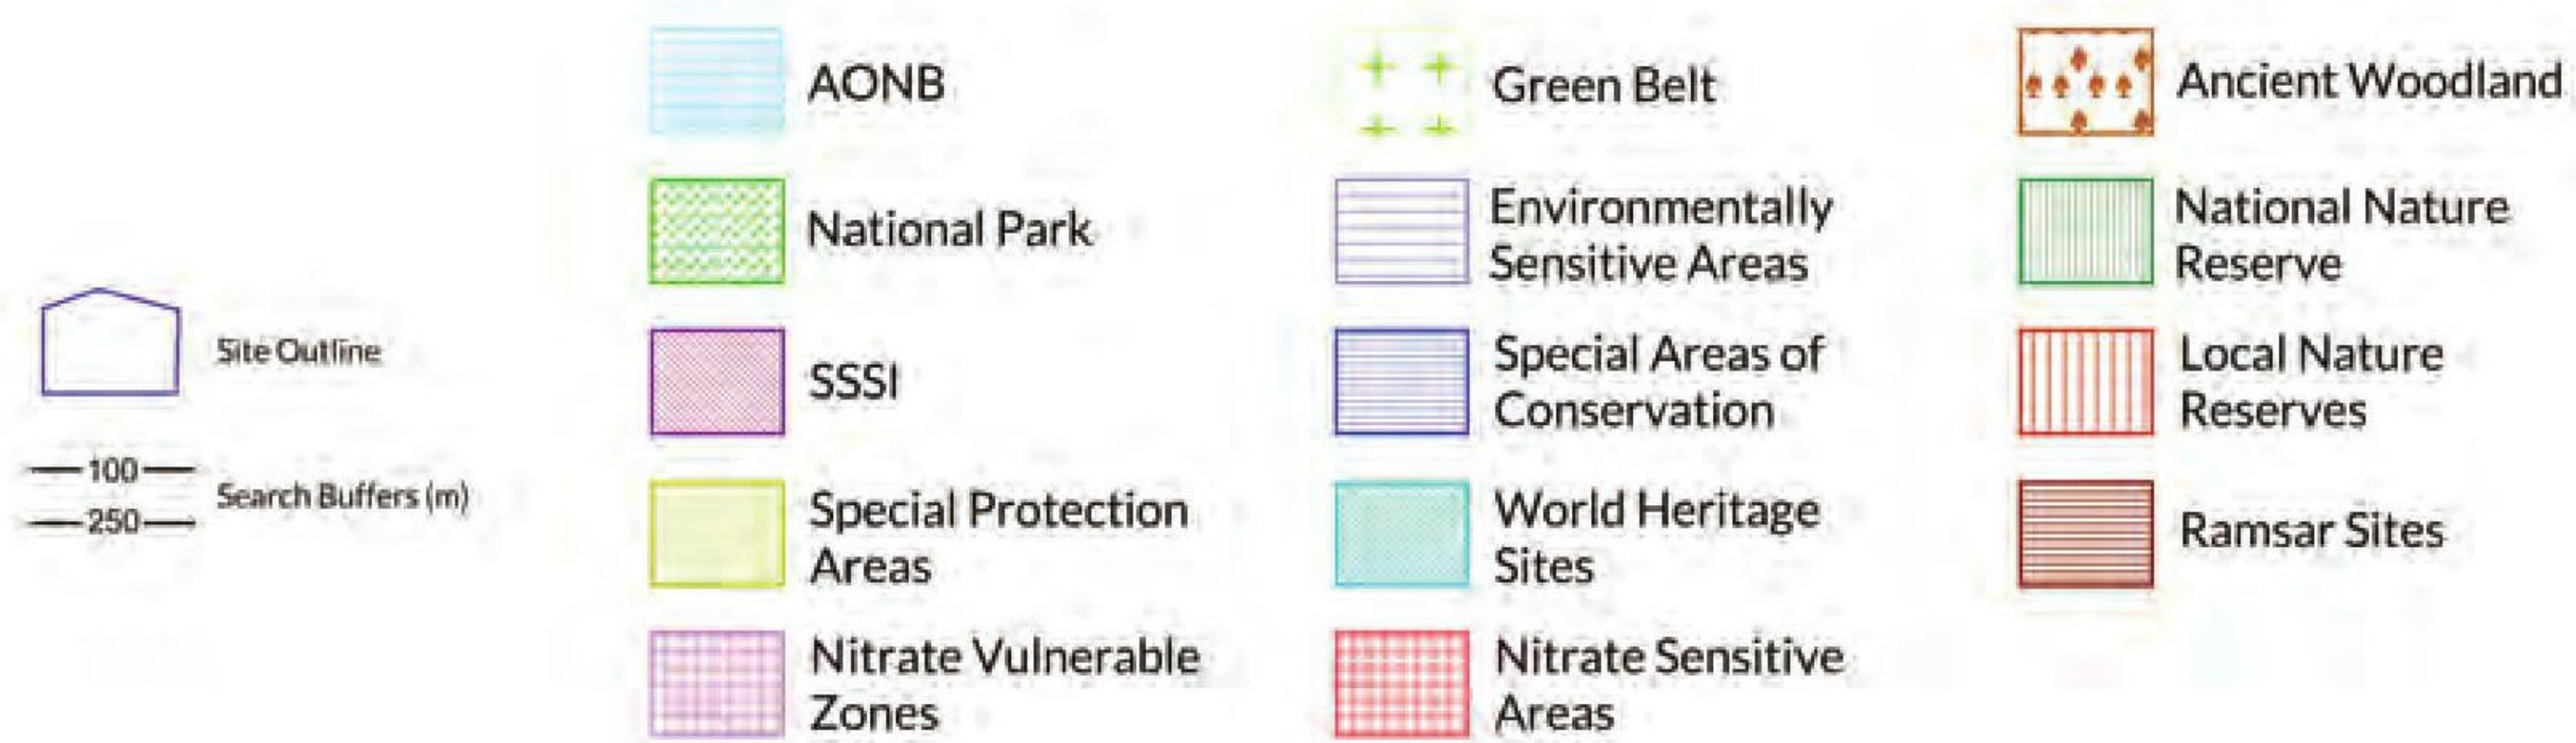 Site Outline
100
250
Search Buffers (m)
AONB
National Park
SSSI
Special Protection
Areas
Nitrate Vulnerable
Zones
Green Belt
Environmentally
Sensitive Areas
Special Areas of
Conservation
World Heritage
Sites
Nitrate Sensitive
Areas
Ancient Woodland
National Nature
Reserve
Local Nature
Reserves
Ramsar Sites